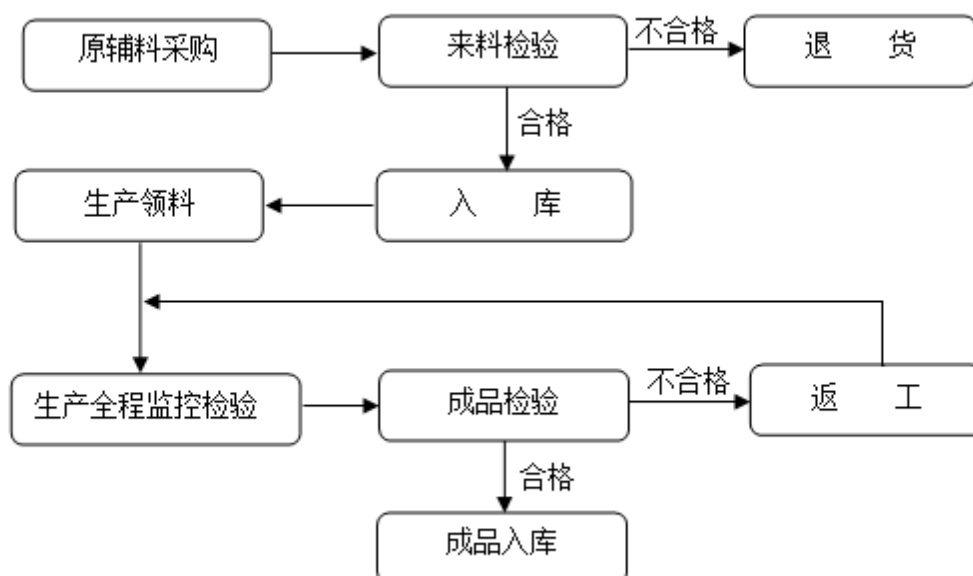 原辅料采购
来料检验
不合格
退 货
合格
生产领料
入 库
生产全程监控检验
成品检验
不合格
返 工
合格
成品入库